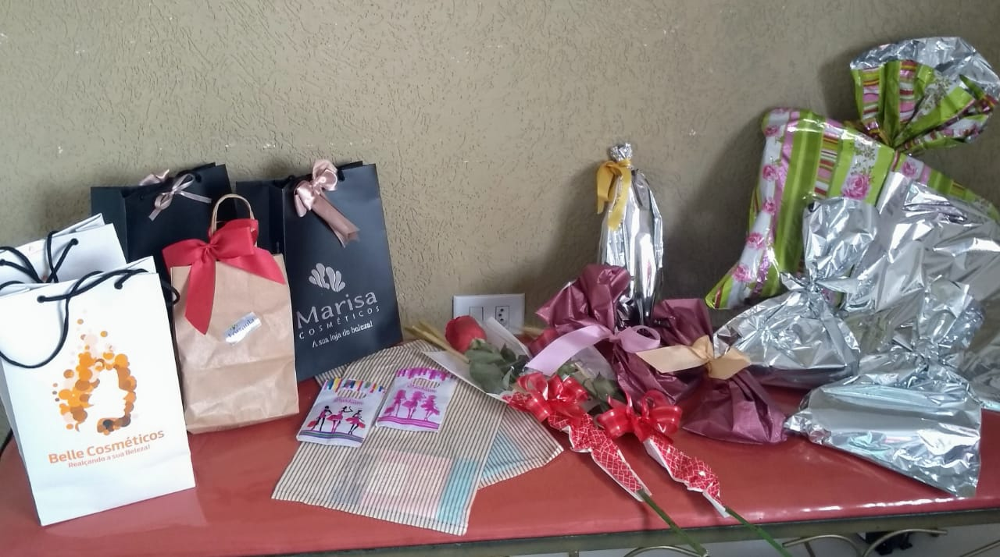 Marisa
COSMÉTICOS
A sua loja de beleza!
Belle Cosméticos
Realçando a sua Beleza!